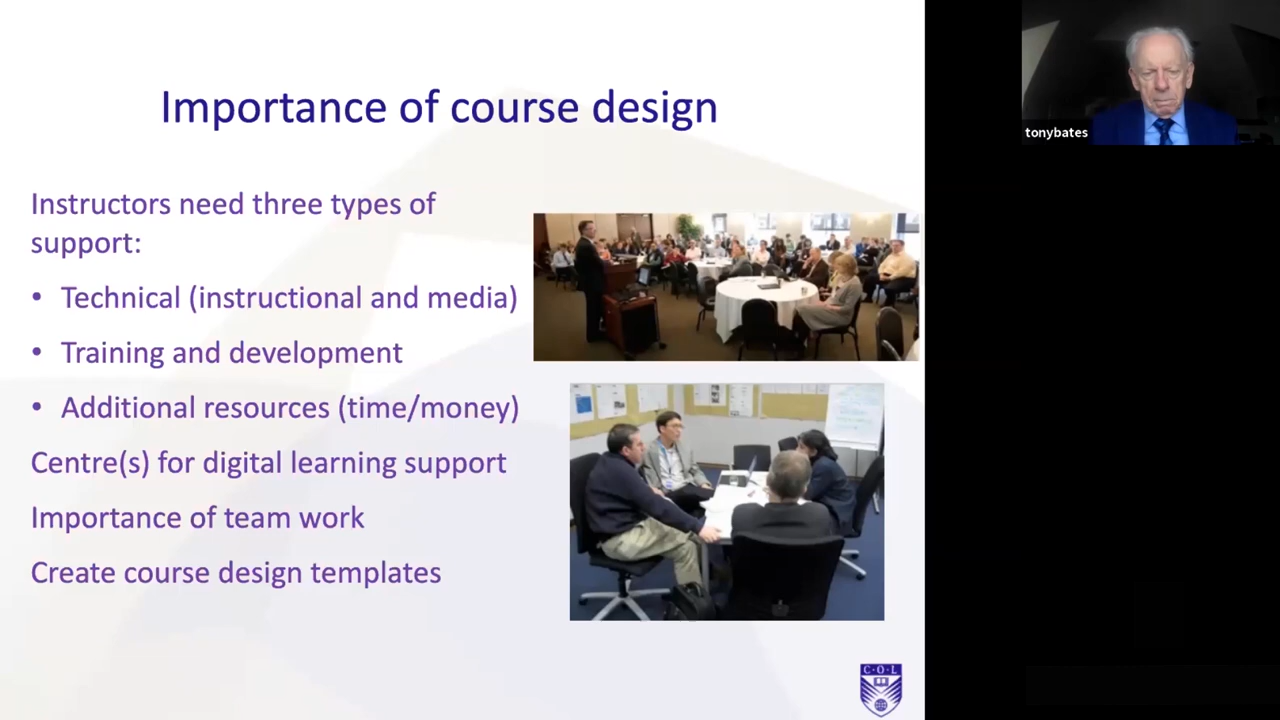 Importance of course design
Instructors need three types of
support:
• Technical (instructional and media)
• Training and development
• Additional resources (time/money)
Centre(s) for digital learning support
Importance of team work
Create course design templates
C·O·L
tonybates